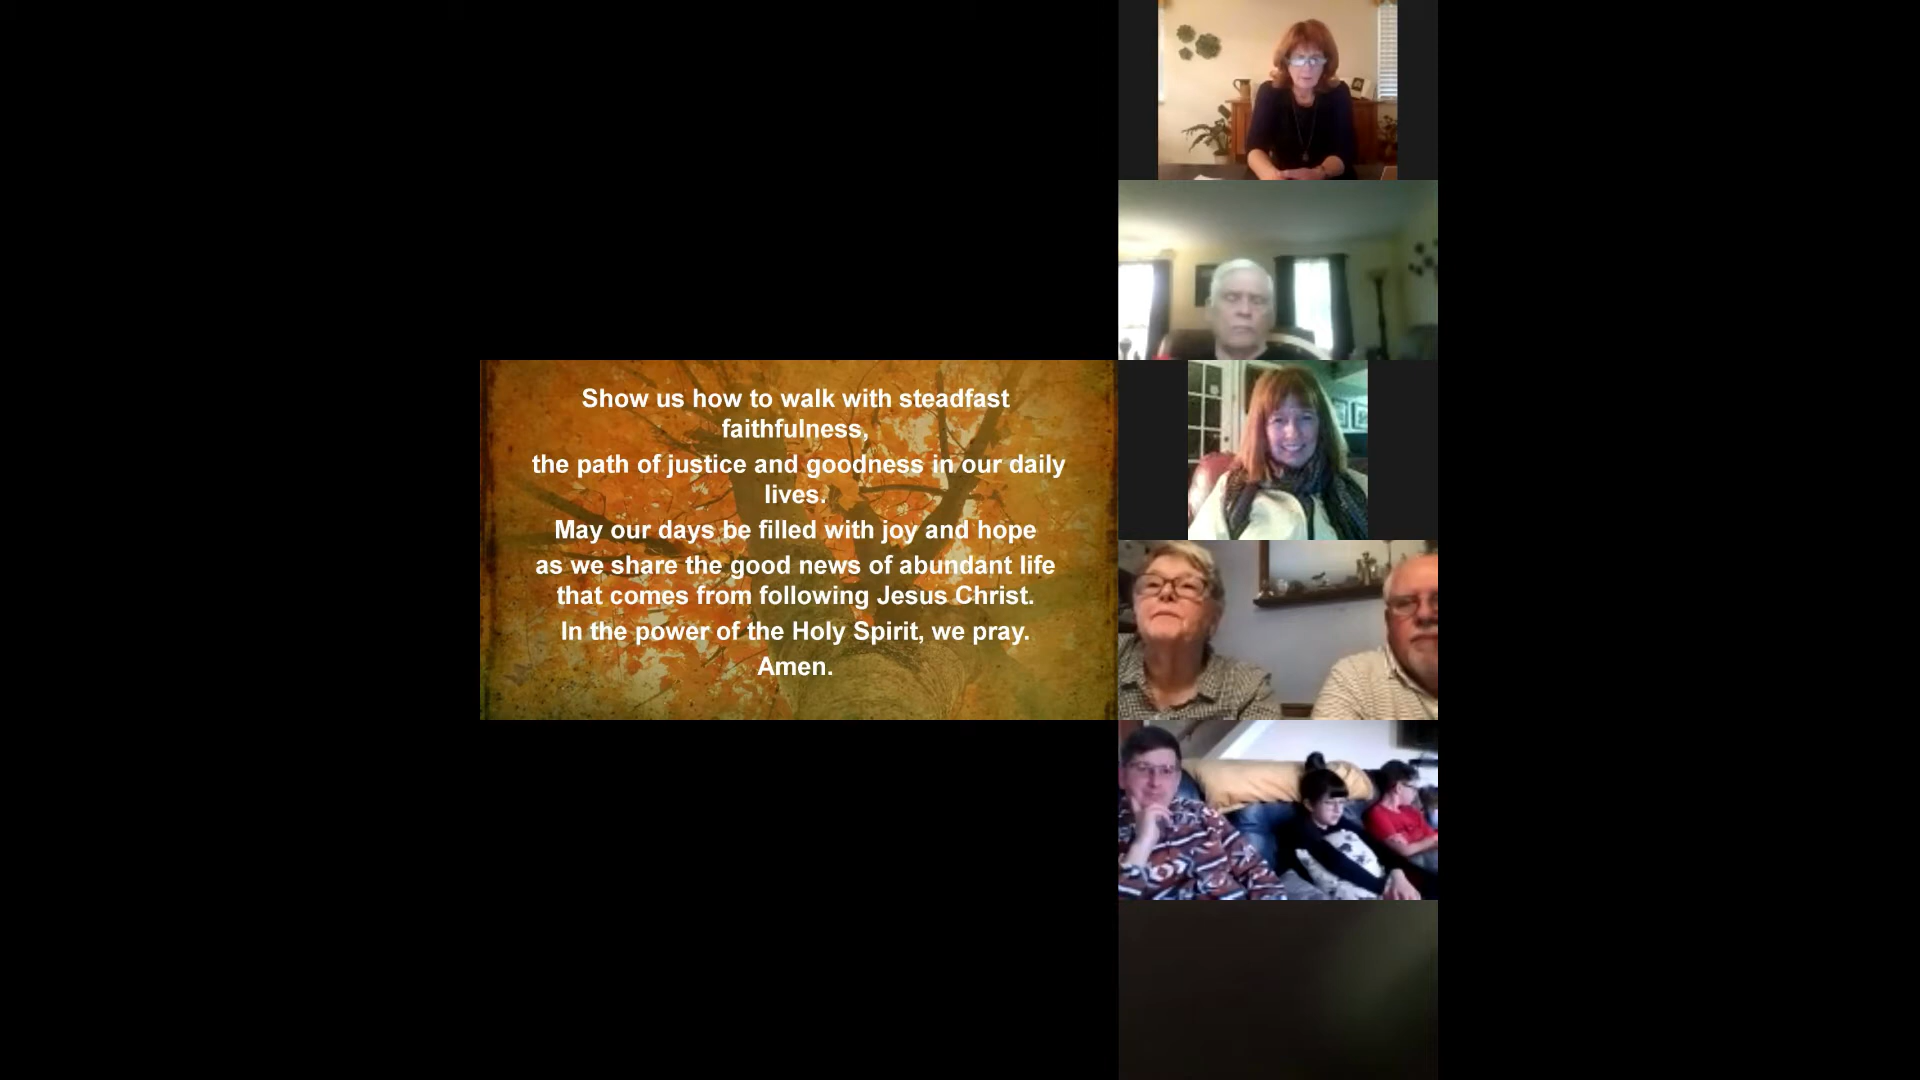 Show us how to walk with steadfast
faithfulness,
the path of justice and goodness in our daily
lives.
May our days be filled with joy and hope
as we share the good news of abundant life
that comes from following Jesus Christ.
In the power of the Holy Spirit, we pray.
Amen.